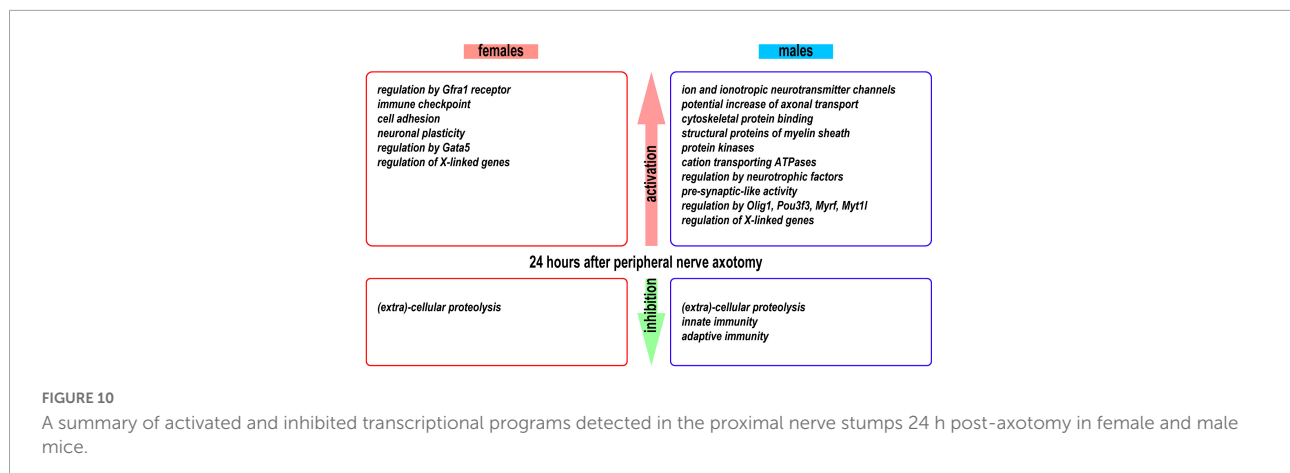 females
males
regulation by Gfra1 receptor
immune checkpoint
cell adhesion
neuronal plasticity
regulation by Gata5
regulation of X-linked genes
activation
ion and ionotropic neurotransmitter channels
potential increase of axonal transport
cytoskeletal protein binding
structural proteins of myelin sheath
protein kinases
cation transporting ATPases
regulation by neurotrophic factors
pre-synaptic-like activity
regulation by Olig1, Pou3f3, Myrf, Myt1l
regulation of X-linked genes
24 hours after peripheral nerve axotomy
(extra)-cellular proteolysis
inhibition
(extra)-cellular proteolysis
innate immunity
adaptive immunity
FIGURE 10
A summary of activated and inhibited transcriptional programs detected in the proximal nerve stumps 24 h post-axotomy in female and male
mice.